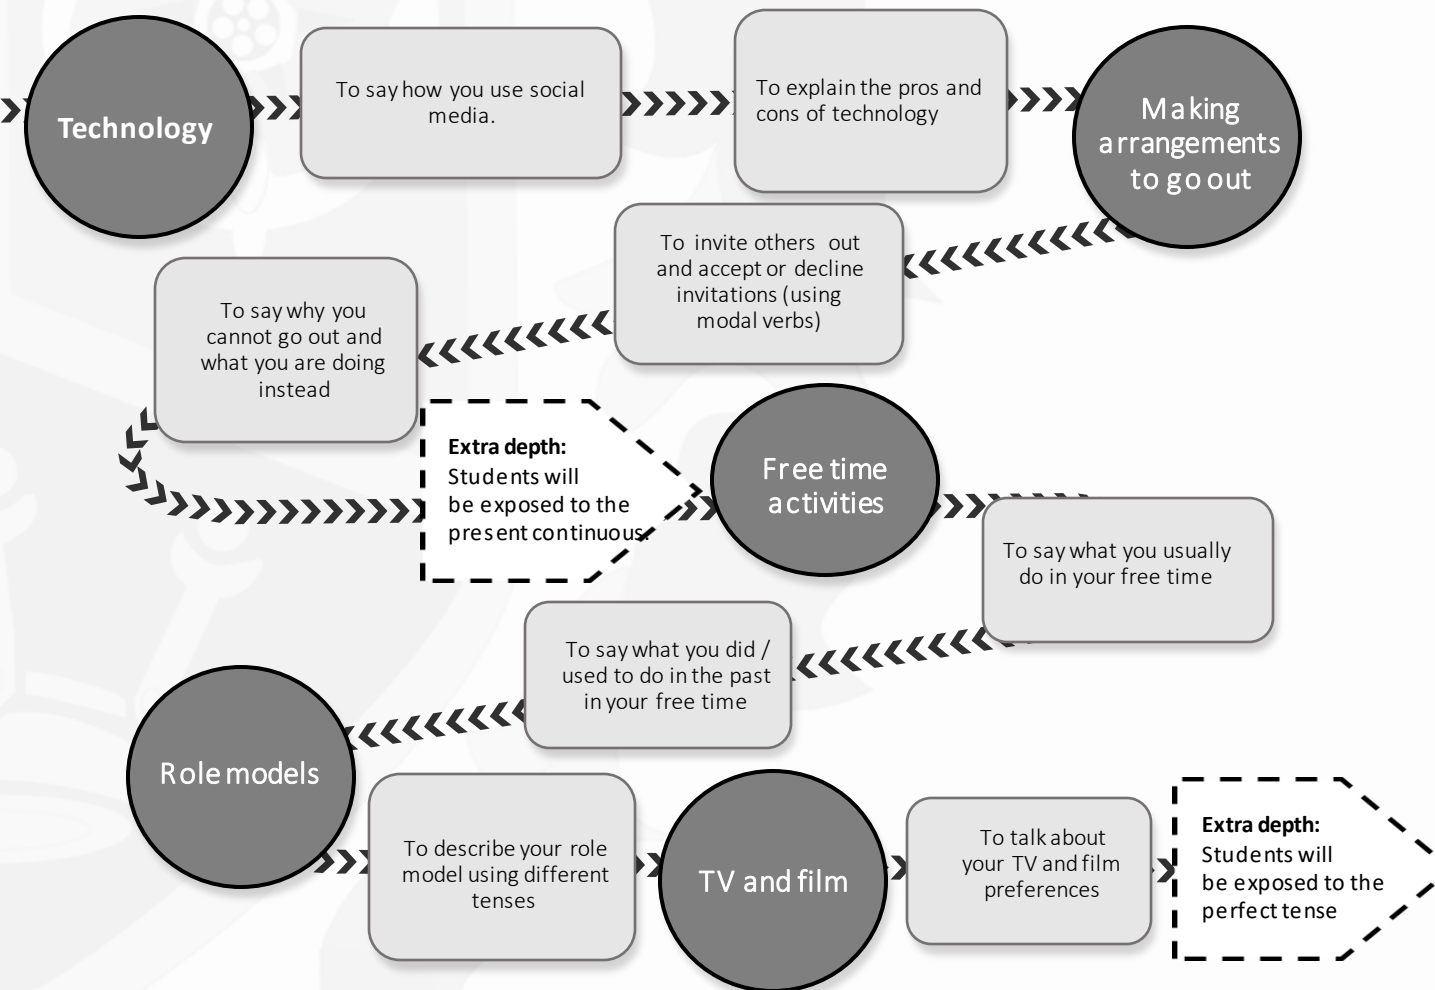 Technology
To say how you use social
media.
To explain the pros and
cons of technology
Making
arrangements
to go out
To invite others out
and accept or decline
invitations (using
modal verbs)
To say why you
cannot go out and
what you are doing
instead
Extra depth:
Students will
be exposed to the
present continuous.
Free time
activities
To say what you usually
do in your free time
To say what you did /
used to do in the past
in your free time
Role models
To describe your role
model using different
tenses
TV and film
To talk about
your TV and film
preferences
Extra depth:
Students will
be exposed to the
perfect tense